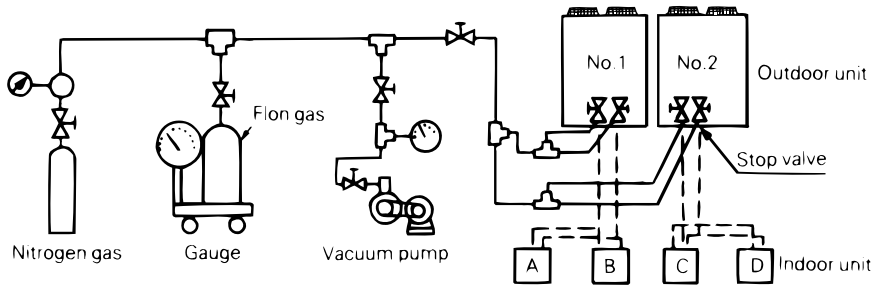 No.1
No.2
Outdoor unit
Flon gas
Stop valve
Nitrogen gas
Gauge
Vacuum pump
A
B
C
D
Indoor unit